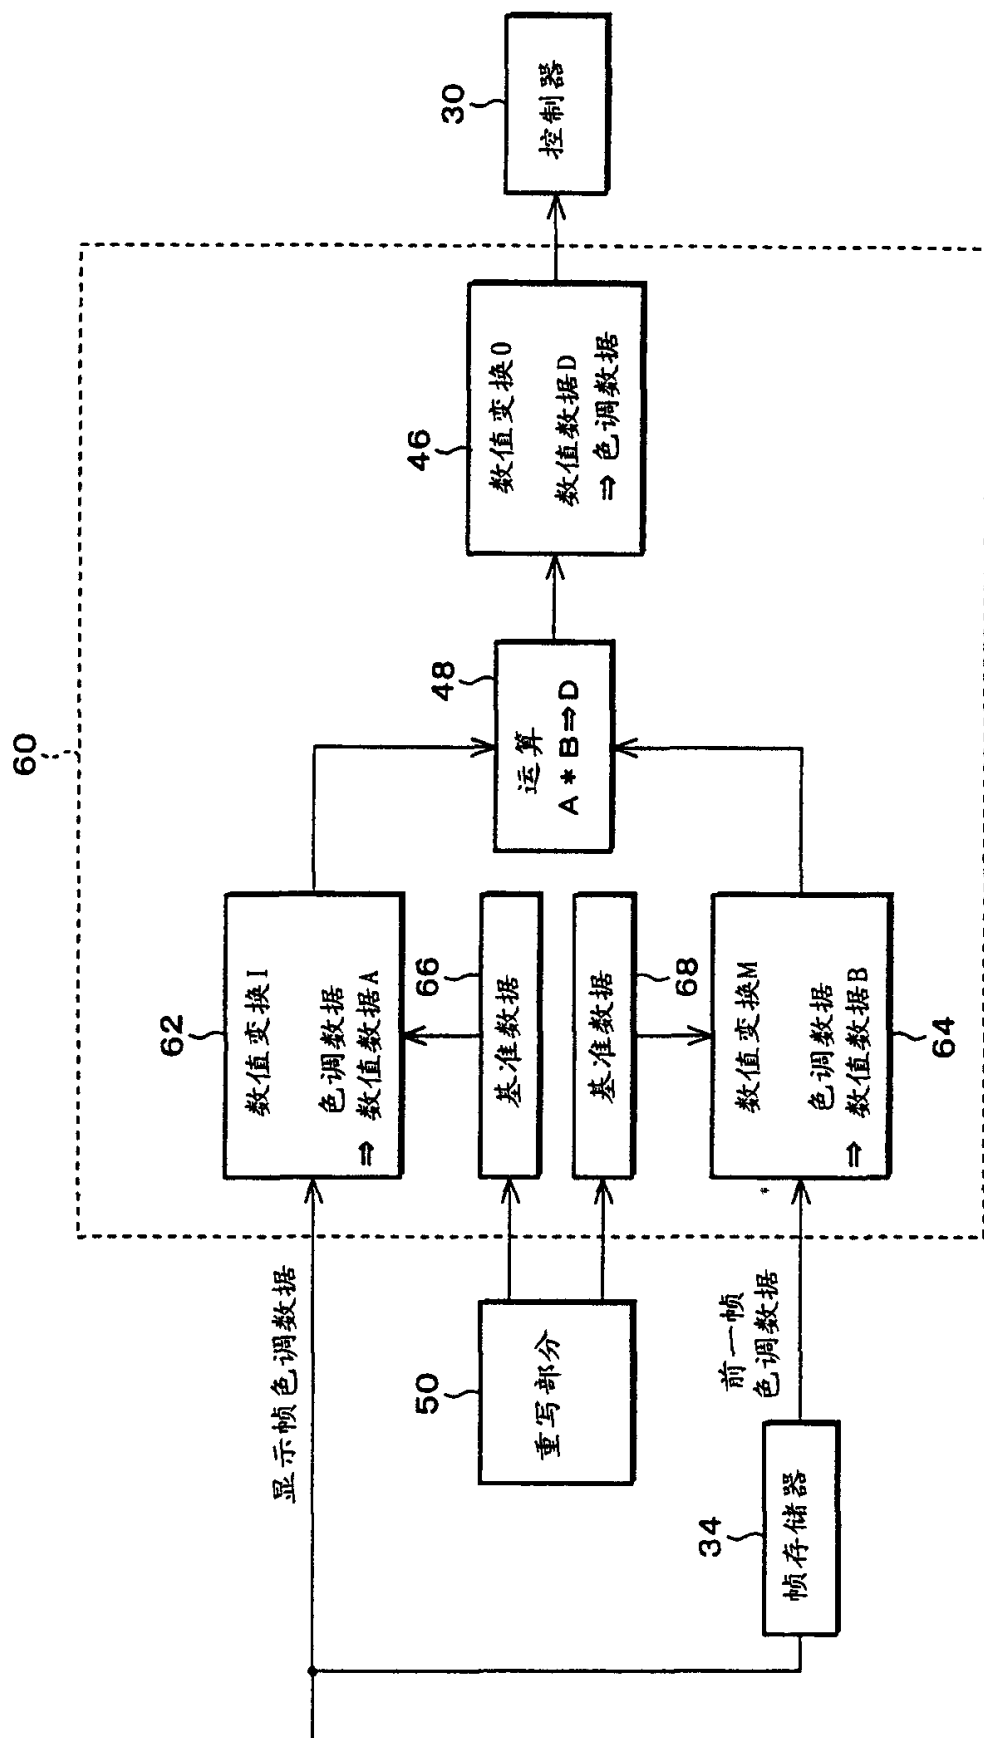 60
显示帧色调数据
62
数值变换I
色调数据
⇒ 数值数据A
50
重写部分
66
基准数据
基准数据
68
34
帧存储器
前一帧
色调数据
数值变换M
色调数据
⇒ 数值数据B
64
48
运算
A * B⇒D
46
数值变换O
数值数据D
⇒ 色调数据
30
控制器